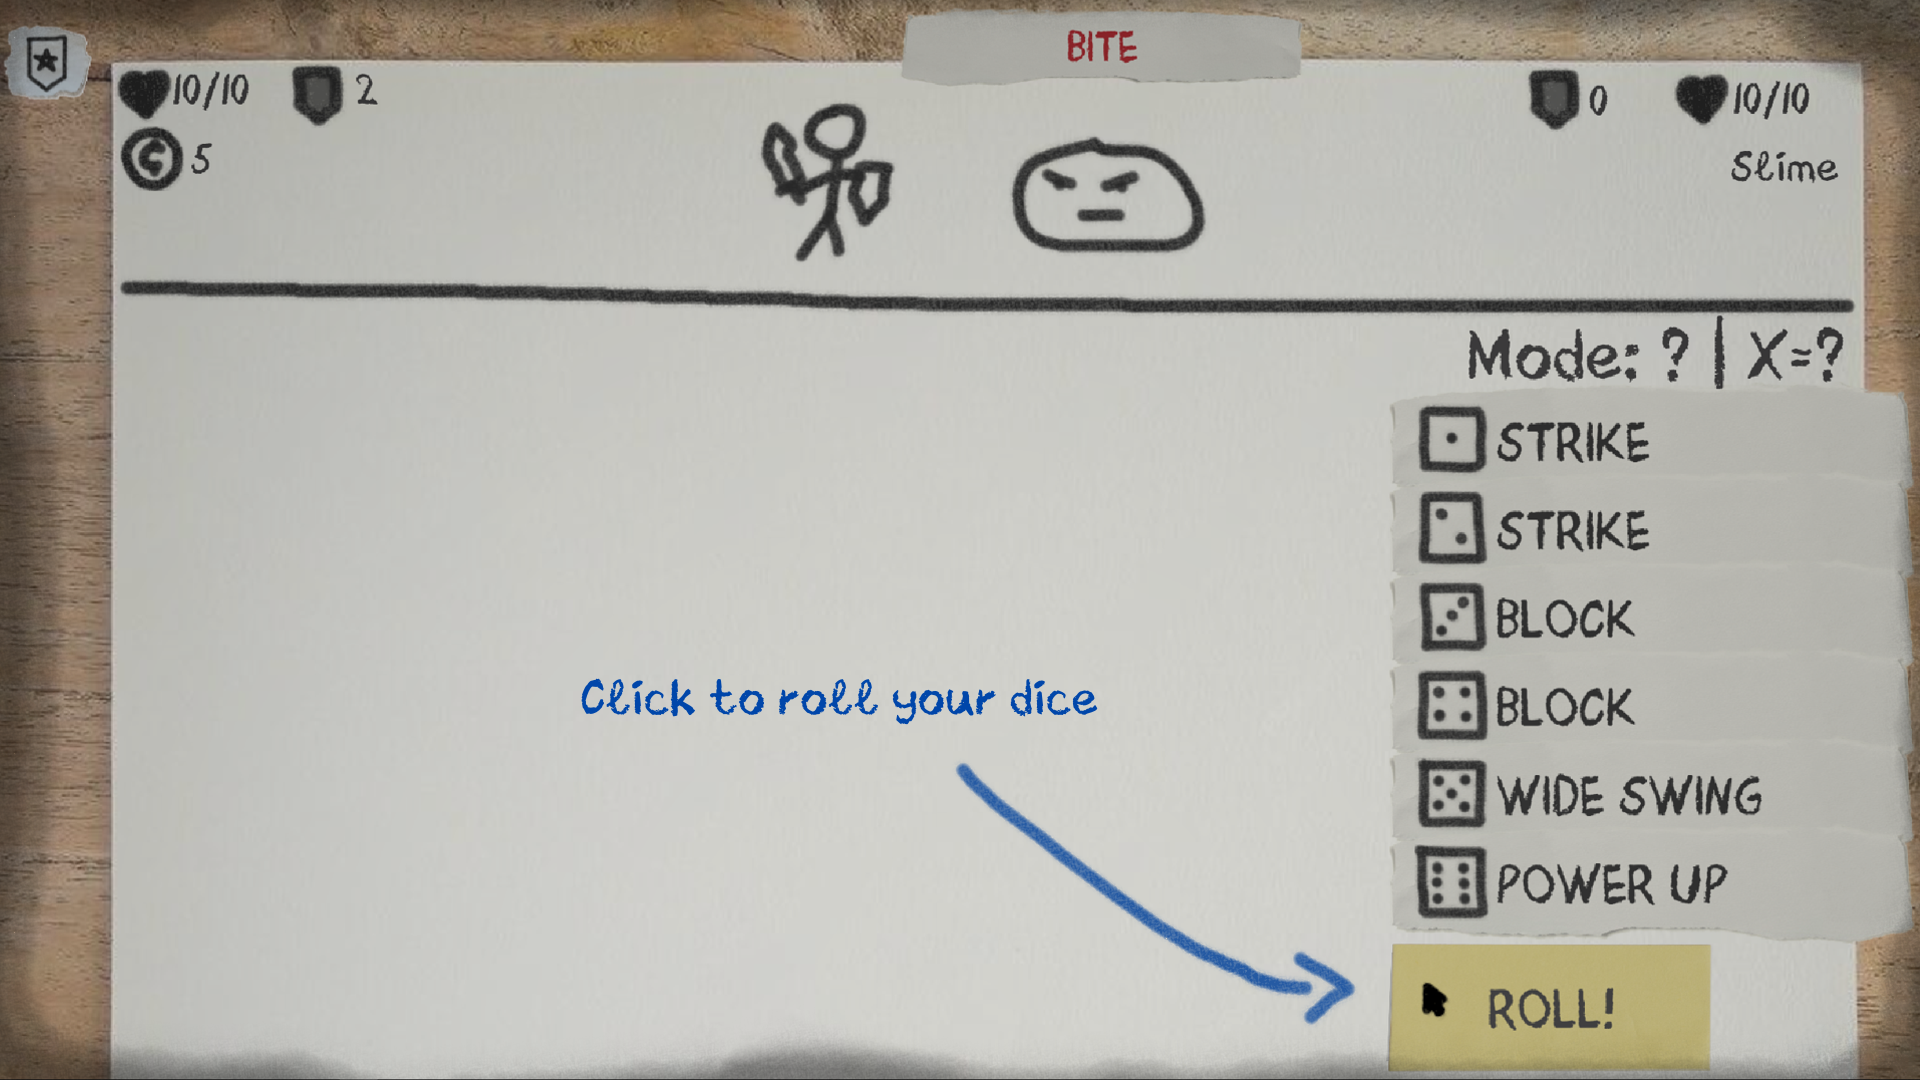 BITE
10/10
2
5
0
10/10
Slime
Mode: ? | X=?
STRIKE
STRIKE
BLOCK
BLOCK
WIDE SWING
POWER UP
Click to roll your dice
ROLL!